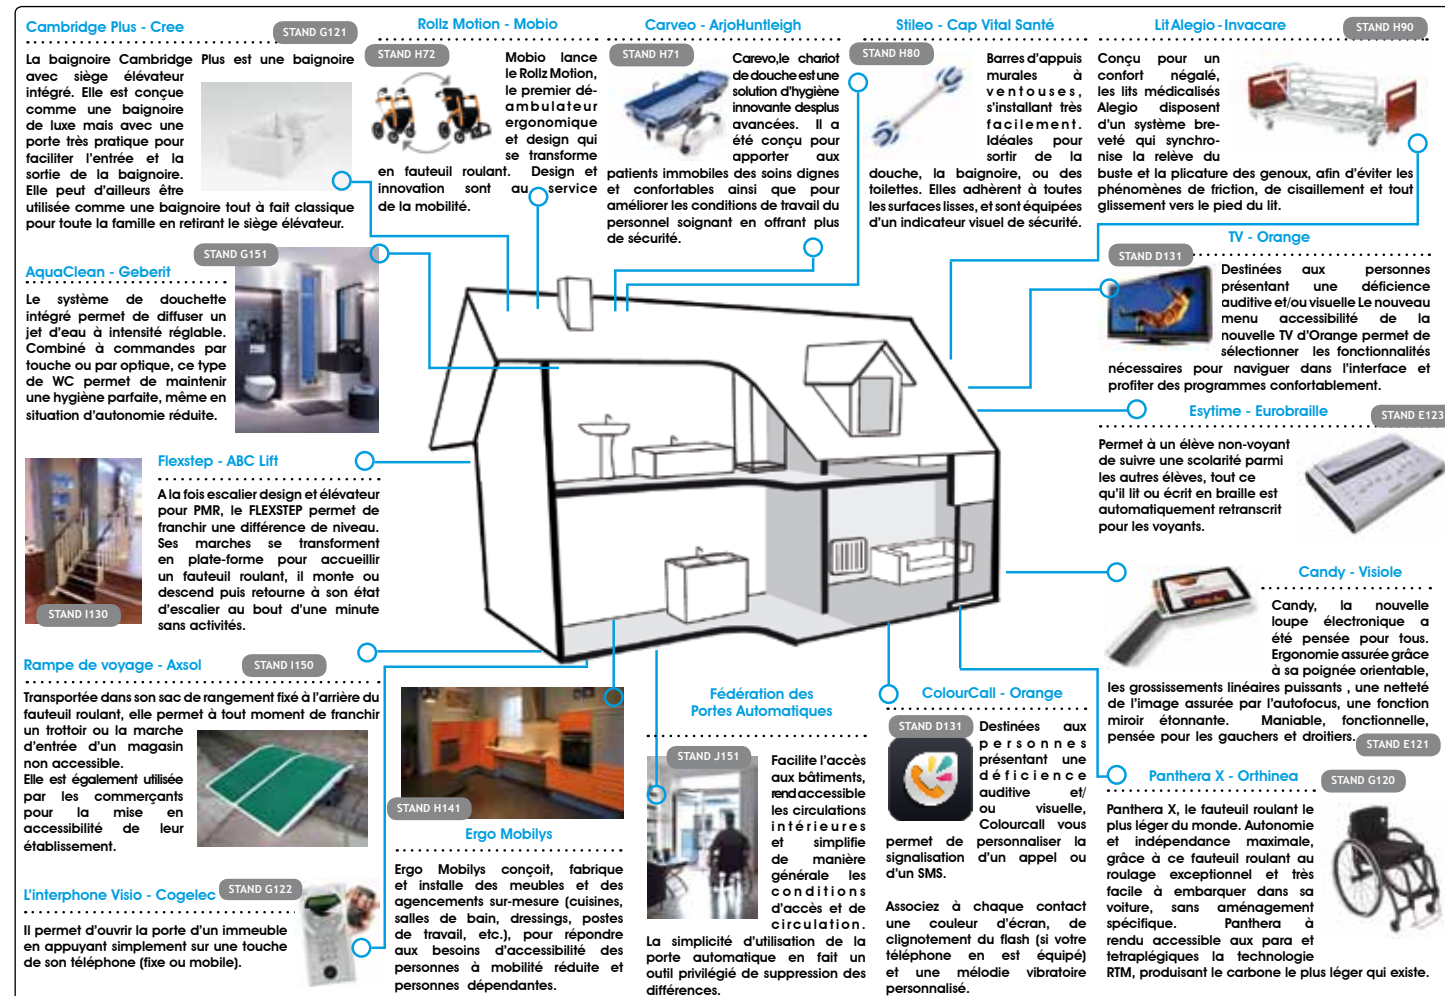 Cambridge Plus - Cree
STAND G121
La baignoire Cambridge Plus est une baignoire
avec siège élévateur
intégré. Elle est conçue
comme une baignoire
de luxe mais avec une
porte très pratique pour
faciliter l'entrée et la
sortie de la baignoire.
Elle peut d'ailleurs être
utilisée comme une baignoire tout à fait classique
pour toute la famille en retirant le siège élévateur.
Rollz Motion - Mobio
STAND H72
Mobio lance
le Rollz Motion,
le premier dé-
ambulateur
ergonomique
et design qui
se transforme
en fauteuil roulant. Design et
innovation sont au service
de la mobilité.
Carveo - ArjoHuntleigh
STAND H71
Carevo,le chariot
de douche est une
solution d'hygiène
innovante desplus
avancées. Il a
été conçu pour
apporter aux
patients immobiles des soins dignes
et confortables ainsi que pour
améliorer les conditions de travail du
personnel soignant en offrant plus
de sécurité.
Stileo - Cap Vital Santé
STAND H80
Barres d'appuis
murales à
ventouses,
s'installant très
facilement.
Idéales pour
sortir de la
douche, la baignoire, ou des
toilettes. Elles adhèrent à toutes
les surfaces lisses, et sont équipées
d'un indicateur visuel de sécurité.
Lit Alegio - Invacare
STAND H90
Conçu pour un
confort négalé,
les lits médicalisés
Alegio disposent
d'un système bre-
veté qui synchro-
nise la relève du
buste et la plicature des genoux, afin d'éviter les
phénomènes de friction, de cisaillement et tout
glissement vers le pied du lit.
AquaClean - Geberit
STAND G151
Le système de douchette
intégré permet de diffuser un
jet d'eau à intensité réglable.
Combiné à commandes par
touche ou par optique, ce type
de WC permet de maintenir
une hygiène parfaite, même en
situation d'autonomie réduite.
TV - Orange
STAND D131
Destinées aux personnes
présentant une déficience
auditive et/ou visuelle Le nouveau
menu accessibilité de la
nouvelle TV d'Orange permet de
sélectionner les fonctionnalités
nécessaires pour naviguer dans l'interface et
profiter des programmes confortablement.
Esytime - Eurobraille
STAND E123
Permet à un élève non-voyant
de suivre une scolarité parmi
les autres élèves, tout ce
qu'il lit ou écrit en braille est
automatiquement retranscrit
pour les voyants.
Flexstep - ABC Lift
STAND I130
A la fois escalier design et élévateur
pour PMR, le FLEXSTEP permet de
franchir une différence de niveau.
Ses marches se transforment
en plate-forme pour accueillir
un fauteuil roulant, il monte ou
descend puis retourne à son état
d'escalier au bout d'une minute
sans activités.
Candy - Visiole
Candy, la nouvelle
loupe électronique a
été pensée pour tous.
Ergonomie assurée grâce
à sa poignée orientable,
les grossissements linéaires puissants , une netteté
de l'image assurée par l'autofocus, une fonction
miroir étonnante. Maniable, fonctionnelle,
pensée pour les gauchers et droitiers.
STAND E121
Rampe de voyage - Axsol
STAND I150
Transportée dans son sac de rangement fixé à l'arrière du
fauteuil roulant, elle permet à tout moment de franchir
un trottoir ou la marche
d'entrée d'un magasin
non accessible.
Elle est également utilisée
par les commerçants
pour la mise en
accessibilité de leur
établissement.
STAND H141
Ergo Mobilys
Ergo Mobilys conçoit, fabrique
et installe des meubles et des
agencements sur-mesure (cuisines,
salles de bain, dressings, postes
de travail, etc.), pour répondre
aux besoins d'accessibilité des
personnes à mobilité réduite et
personnes dépendantes.
Fédération des
Portes Automatiques
STAND J151
Facilite l'accès
aux bâtiments,
rend accessible
les circulations
intérieures
et simplifie
de manière
générale les
conditions
d'accès et de
circulation.
La simplicité d'utilisation de la
porte automatique en fait un
outil privilégié de suppression des
différences.
ColourCall - Orange
STAND D131
Destinées aux
personnes
présentant une
déficience
auditive et/
ou visuelle,
Colourcall vous
permet de personnaliser la
signalisation d'un appel ou
d'un SMS.
Associez à chaque contact
une couleur d'écran, de
clignotement du flash (si votre
téléphone en est équipé)
et une mélodie vibratoire
personnalisé.
Panthera X - Orthinea
STAND G120
Panthera X, le fauteuil roulant le
plus léger du monde. Autonomie
et indépendance maximale,
grâce à ce fauteuil roulant au
roulage exceptionnel et très
facile à embarquer dans sa
voiture, sans aménagement
spécifique. Panthera à
rendu accessible aux para et
tetraplégiques la technologie
RTM, produisant le carbone le plus léger qui existe.
L'interphone Visio - Cogelec
STAND G122
Il permet d'ouvrir la porte d'un immeuble
en appuyant simplement sur une touche
de son téléphone (fixe ou mobile).